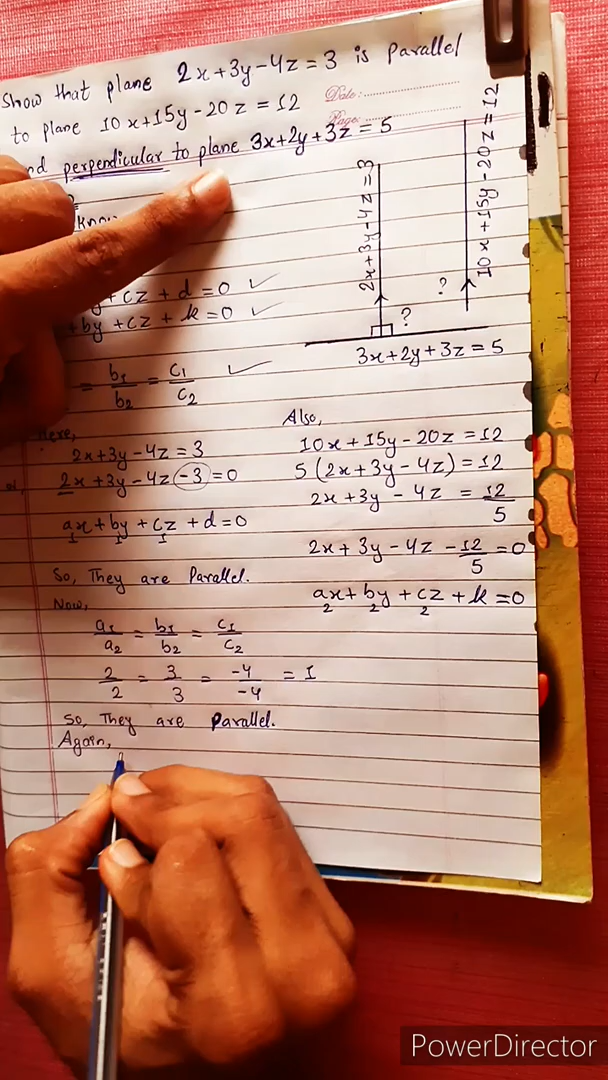 Show that plane 2x+3y-4z=3 is Parallel
to plane 10x+15y-20z=12
Date:
Page:
nd perpendicular to plane 3x+2y+3z=5
know
2x+3y-4z=3
10x+15y-20z=12
?
?
3x+2y+3z=5
y+cz+d=0 ✓
+by+cz+k=0 ✓
= b₁/b₂ = c₁/c₂ ✓
Here,
2x+3y-4z=3
2x+3y-4z-3=0
a₁x+b₁y+c₁z+d=0
So, They are Parallel.
Now,
a₁/a₂ = b₁/b₂ = c₁/c₂
2/2 = 3/3 = -4/-4 = 1
So, They are Parallel.
Again,
Also,
10x+15y-20z=12
5(2x+3y-4z)=12
2x+3y-4z=12/5
2x+3y-4z-12/5=0
a₂x+b₂y+c₂z+k=0
PowerDirector